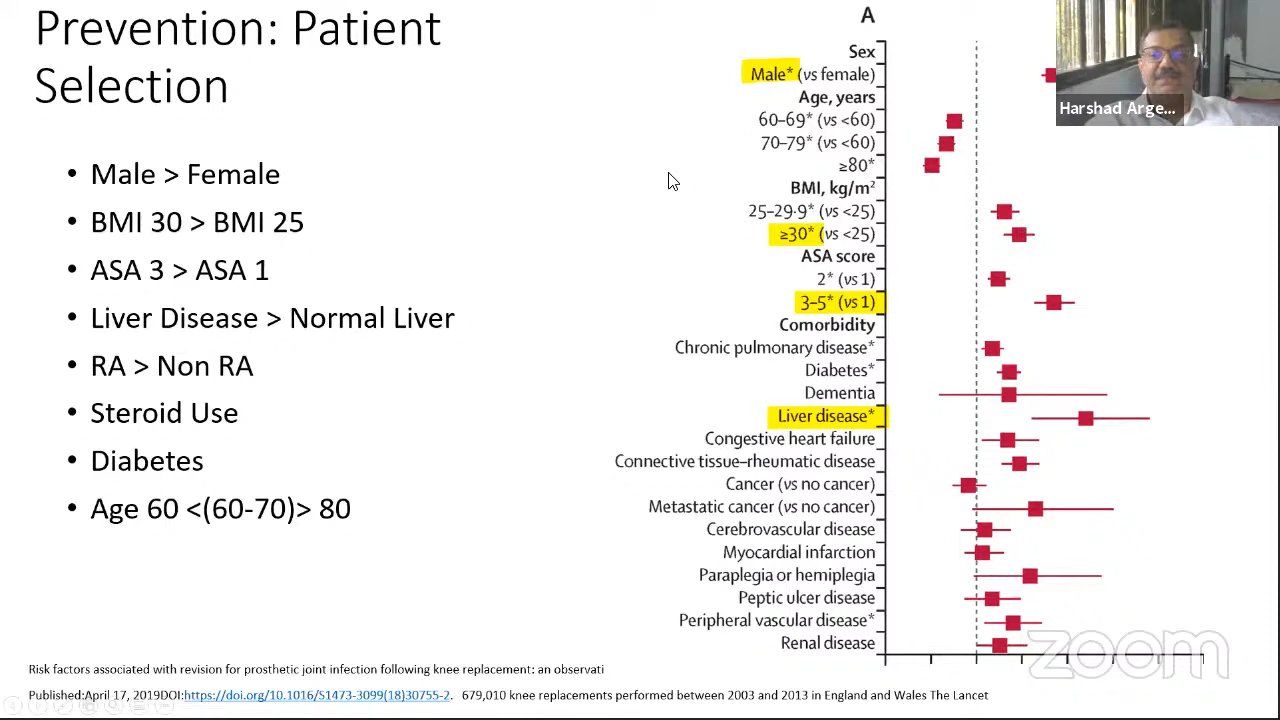 Prevention: Patient
Selection
• Male > Female
• BMI 30 > BMI 25
• ASA 3 > ASA 1
• Liver Disease > Normal Liver
• RA > Non RA
• Steroid Use
• Diabetes
• Age 60 <(60-70)> 80
A
Sex
Male* (vs female)
Age, years
60–69* (vs <60)
70–79* (vs <60)
≥80*
BMI, kg/m²
25–29·9* (vs <25)
≥30* (vs <25)
ASA score
2* (vs 1)
3–5* (vs 1)
Comorbidity
Chronic pulmonary disease*
Diabetes*
Dementia
Liver disease*
Congestive heart failure
Connective tissue–rheumatic disease
Cancer (vs no cancer)
Metastatic cancer (vs no cancer)
Cerebrovascular disease
Myocardial infarction
Paraplegia or hemiplegia
Peptic ulcer disease
Peripheral vascular disease*
Renal disease
Harshad Arge...
zoom
Risk factors associated with revision for prosthetic joint infection following knee replacement: an observati
Published:April 17, 2019DOI:https://doi.org/10.1016/S1473-3099(18)30755-2. 679,010 knee replacements performed between 2003 and 2013 in England and Wales The Lancet